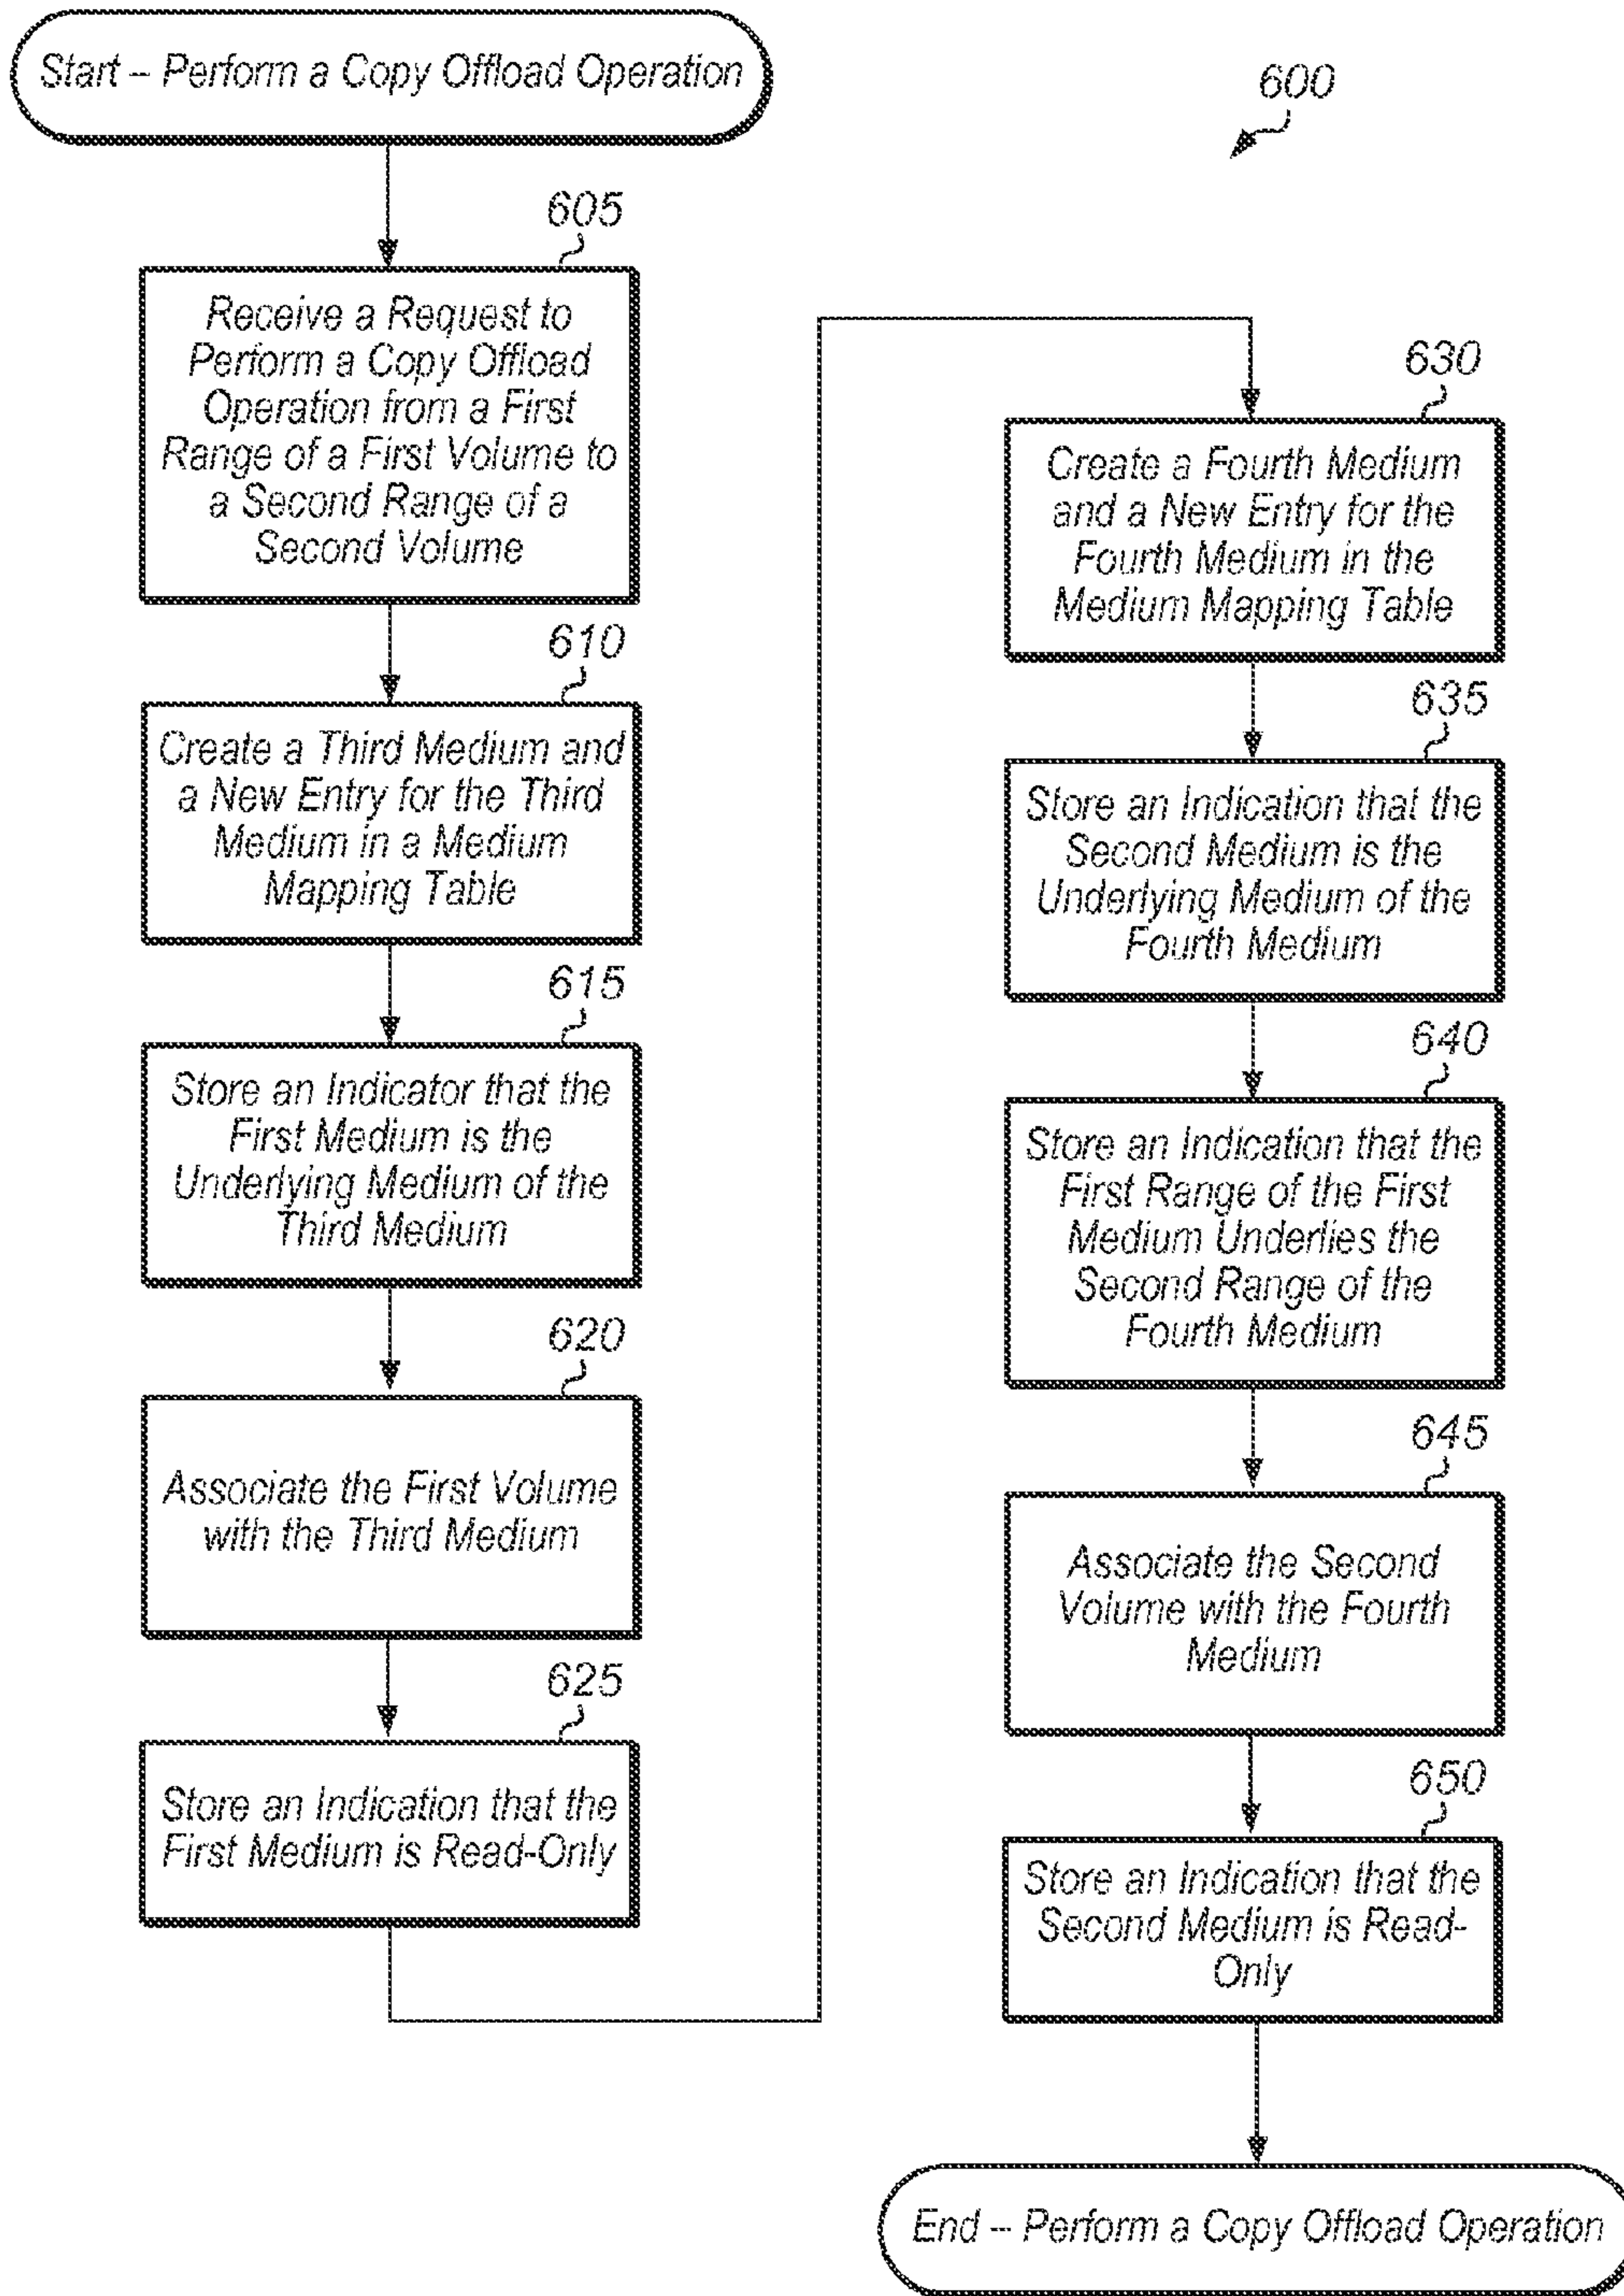 Start – Perform a Copy Offload Operation
600
605
Receive a Request to
Perform a Copy Offload
Operation from a First
Range of a First Volume to
a Second Range of a
Second Volume
610
Create a Third Medium and
a New Entry for the Third
Medium in a Medium
Mapping Table
615
Store an Indicator that the
First Medium is the
Underlying Medium of the
Third Medium
620
Associate the First Volume
with the Third Medium
625
Store an Indication that the
First Medium is Read-Only
630
Create a Fourth Medium
and a New Entry for the
Fourth Medium in the
Medium Mapping Table
635
Store an Indication that the
Second Medium is the
Underlying Medium of the
Fourth Medium
640
Store an Indication that the
First Range of the First
Medium Underlies the
Second Range of the
Fourth Medium
645
Associate the Second
Volume with the Fourth
Medium
650
Store an Indication that the
Second Medium is Read-
Only
End – Perform a Copy Offload Operation